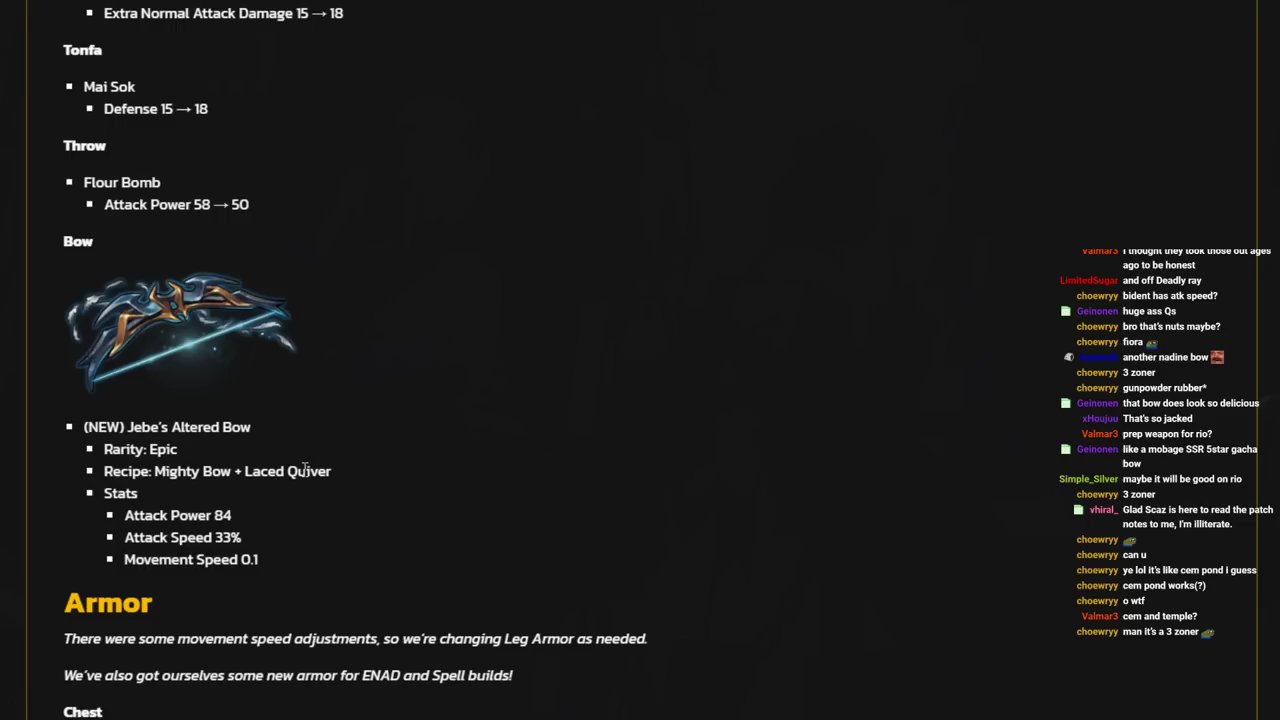 Extra Normal Attack Damage 15 → 18
Tonfa
Mai Sok
Defense 15 → 18
Throw
Flour Bomb
Attack Power 58 → 50
Bow
(NEW) Jebe's Altered Bow
Rarity: Epic
Recipe: Mighty Bow + Laced Quiver
Stats
Attack Power 84
Attack Speed 33%
Movement Speed 0.1
Armor
There were some movement speed adjustments, so we're changing Leg Armor as needed.
We've also got ourselves some new armor for ENAD and Spell builds!
Chest
Valmar3 I thought they took those out ages
ago to be honest
LimitedSugar and off Deadly ray
choewryy bident has atk speed?
Geinonen huge ass Qs
choewryy bro that's nuts maybe?
choewryy fiora
another nadine bow
choewryy 3 zoner
choewryy gunpowder rubber*
Geinonen that bow does look so delicious
xHoujuu That's so jacked
Valmar3 prep weapon for rio?
Geinonen like a mobage SSR 5star gacha
bow
Simple_Silver maybe it will be good on rio
choewryy 3 zoner
vhiral_ Glad Scaz is here to read the patch
notes to me, I'm illiterate.
choewryy
choewryy can u
choewryy ye lol it's like cem pond i guess
choewryy cem pond works(?)
choewryy o wtf
Valmar3 cem and temple?
choewryy man it's a 3 zoner